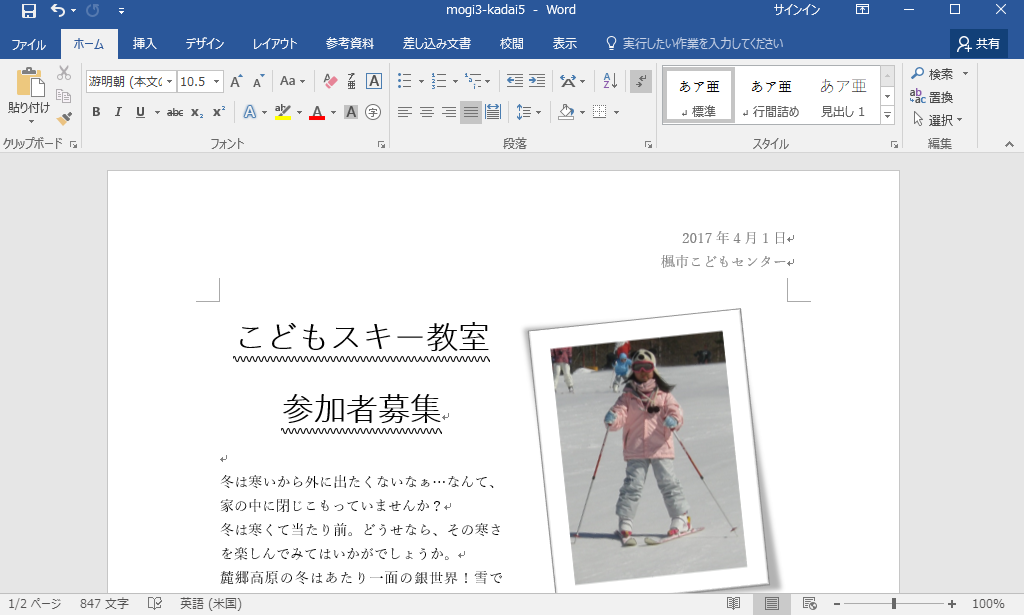 mogi3-kadai5 - Word
サインイン
ファイル ホーム 挿入 デザイン レイアウト 参考資料 差し込み文書 校閲 表示 実行したい作業を入力してください 共有
貼り付け
游明朝 (本文の 10.5 A A Aa 亜 A
B I U abc x₂ x² A aby A A 字
あア亜 あア亜 あア亜
標準 行間詰め 見出し 1
検索
置換
選択
クリップボード フォント 段落 スタイル 編集
2017 年 4 月 1 日
楓市こどもセンター
こどもスキー教室
参加者募集
冬は寒いから外に出たくないなぁ…なんて、
家の中に閉じこもっていませんか？
冬は寒くて当たり前。どうせなら、その寒さ
を楽しんでみてはいかがでしょうか。
麓郷高原の冬はあたり一面の銀世界！雪で
1/2 ページ 847 文字 英語 (米国) 100%